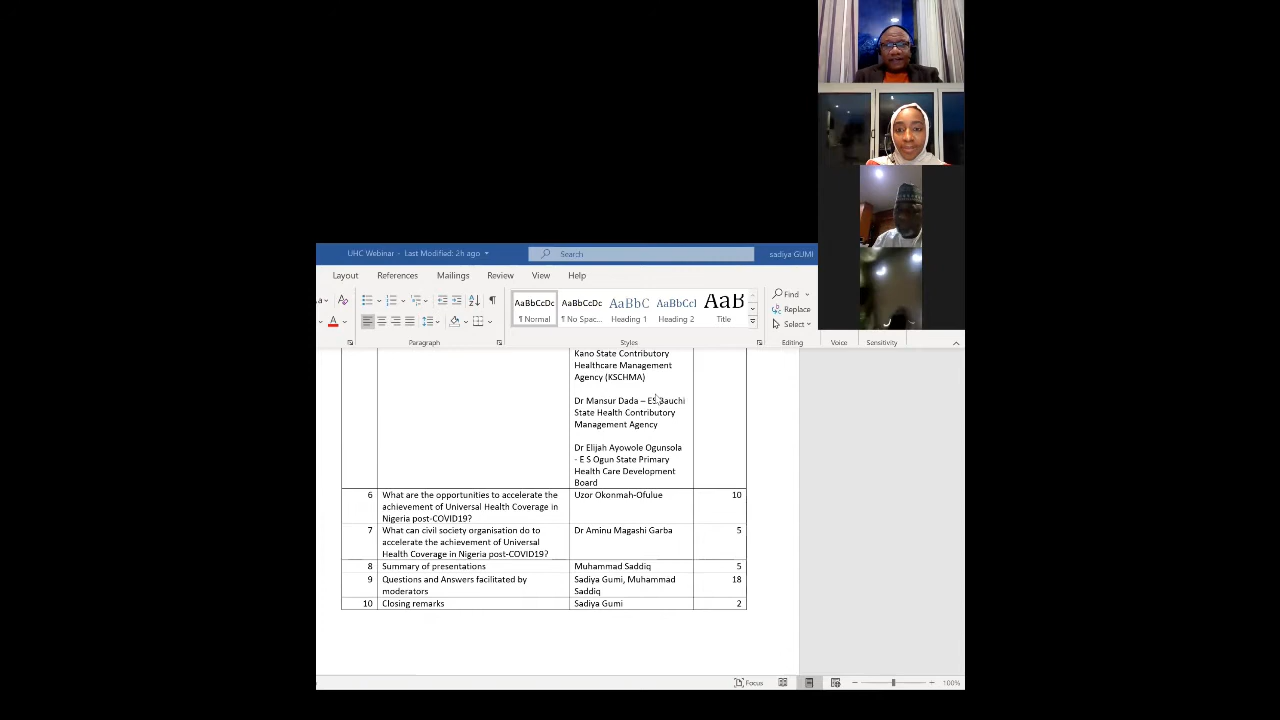 UHC Webinar - Last Modified: 2h ago
Search
sadiya GUMI
Layout References Mailings Review View Help
AaBbCcDc AaBbCcDc AaBbC AaBbCcI AaB
¶ Normal ¶ No Spac... Heading 1 Heading 2 Title
Find
Replace
Select
Paragraph Styles Editing Voice Sensitivity
Kano State Contributory
Healthcare Management
Agency (KSCHMA)
Dr Mansur Dada – ES Bauchi
State Health Contributory
Management Agency
Dr Elijah Ayowole Ogunsola
- E S Ogun State Primary
Health Care Development
Board
6 What are the opportunities to accelerate the Uzor Okonmah-Ofulue 10
achievement of Universal Health Coverage in
Nigeria post-COVID19?
7 What can civil society organisation do to Dr Aminu Magashi Garba 5
accelerate the achievement of Universal
Health Coverage in Nigeria post-COVID19?
8 Summary of presentations Muhammad Saddiq 5
9 Questions and Answers facilitated by Sadiya Gumi, Muhammad 18
moderators Saddiq
10 Closing remarks Sadiya Gumi 2
Focus
100%